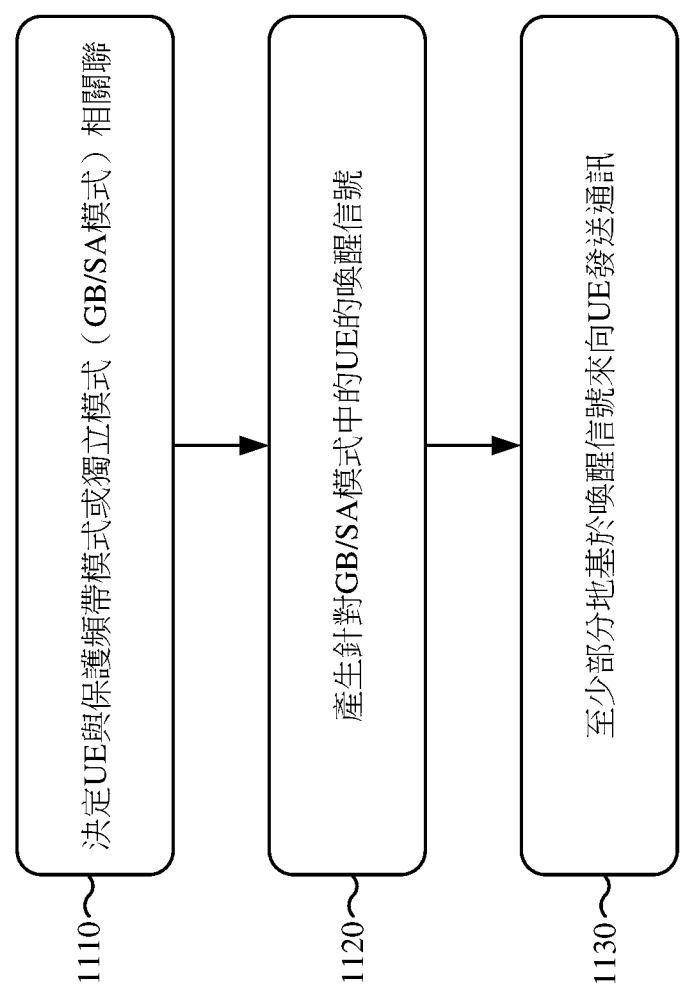 決定UE與保護頻帶模式或獨立模式（GB/SA模式）相關聯
1110
產生針對GB/SA模式中的UE的喚醒信號
1120
至少部分地基於喚醒信號來向UE發送通訊
1130